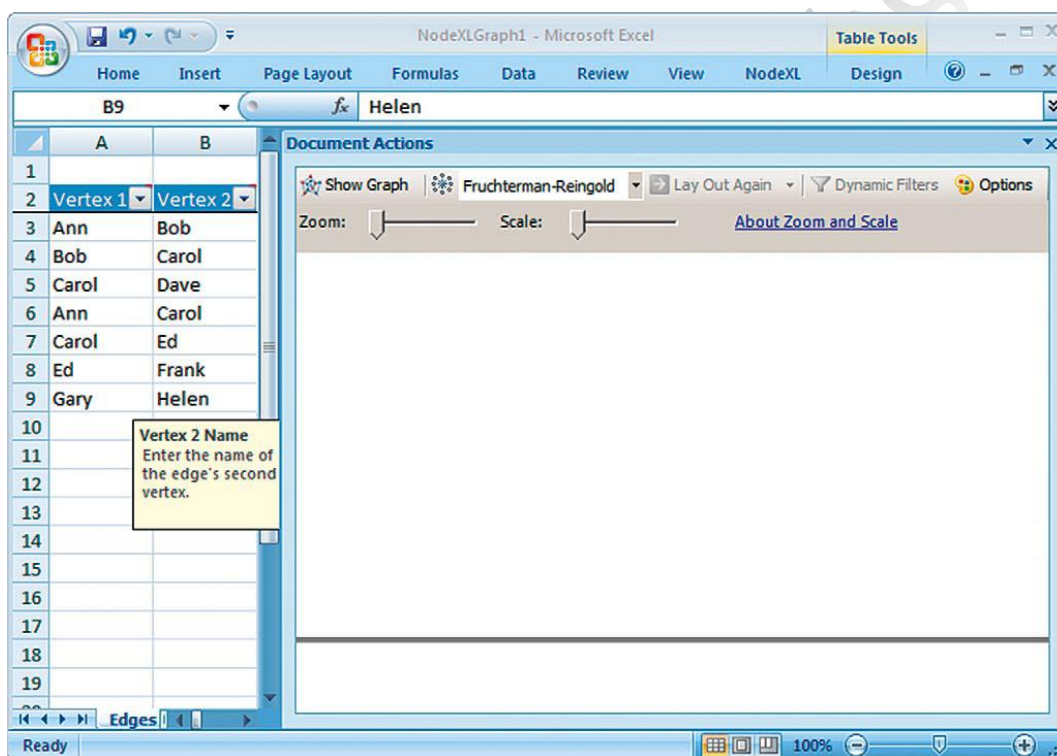 NodeXLGraph1 - Microsoft Excel
Table Tools
Home Insert Page Layout Formulas Data Review View NodeXL Design
B9 fx Helen
A B
Document Actions
Show Graph Fruchterman-Reingold Lay Out Again Dynamic Filters Options
Zoom: Scale: About Zoom and Scale
1
2 Vertex 1 Vertex 2
3 Ann Bob
4 Bob Carol
5 Carol Dave
6 Ann Carol
7 Carol Ed
8 Ed Frank
9 Gary Helen
10
11
12
13
14
15
16
17
18
19
Vertex 2 Name
Enter the name of
the edge's second
vertex.
Edges
Ready 100%